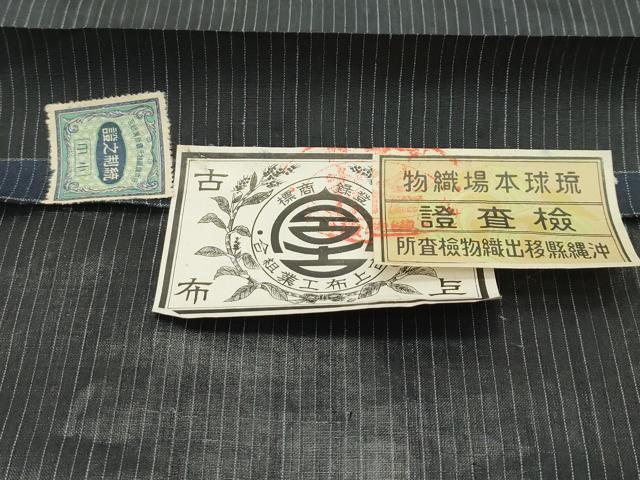 琉球本場織物
檢査證
沖縄縣移出織物檢査所
古
登錄商標
上布工業組合
上布
統制之證